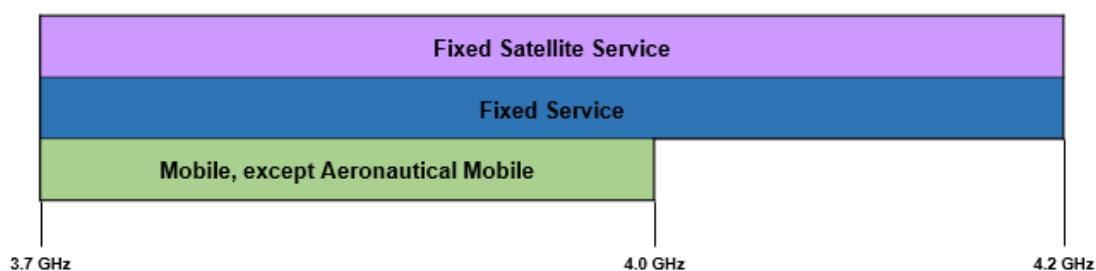 Fixed Satellite Service
Fixed Service
Mobile, except Aeronautical Mobile
3.7 GHz 4.0 GHz 4.2 GHz